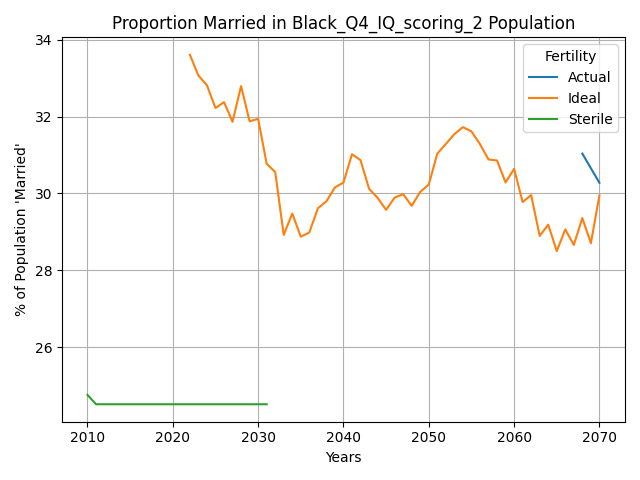 Proportion Married in Black_Q4_IQ_scoring_2 Population
% of Population 'Married'
34
32
30
28
26
Fertility
Actual
Ideal
Sterile
2010 2020 2030 2040 2050 2060 2070
Years